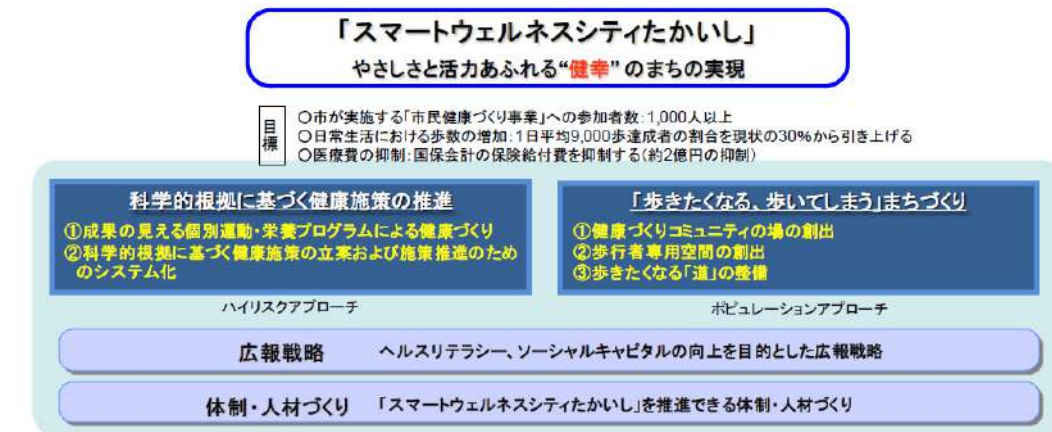 「スマートウェルネスシティたかいし」
やさしさと活力あふれる“健幸”のまちの実現
目標
○市が実施する「市民健康づくり事業」への参加者数:1,000人以上
○日常生活における歩数の増加:1日平均9,000歩達成者の割合を現状の30%から引き上げる
○医療費の抑制:国保会計の保険給付費を抑制する(約2億円の抑制)
科学的根拠に基づく健康施策の推進
①成果の見える個別運動・栄養プログラムによる健康づくり
②科学的根拠に基づく健康施策の立案および施策推進のため
のシステム化
ハイリスクアプローチ
「歩きたくなる、歩いてしまう」まちづくり
①健康づくりコミュニティの場の創出
②歩行者専用空間の創出
③歩きたくなる「道」の整備
ポピュレーションアプローチ
広報戦略 ヘルスリテラシー、ソーシャルキャピタルの向上を目的とした広報戦略
体制・人材づくり 「スマートウェルネスシティたかいし」を推進できる体制・人材づくり